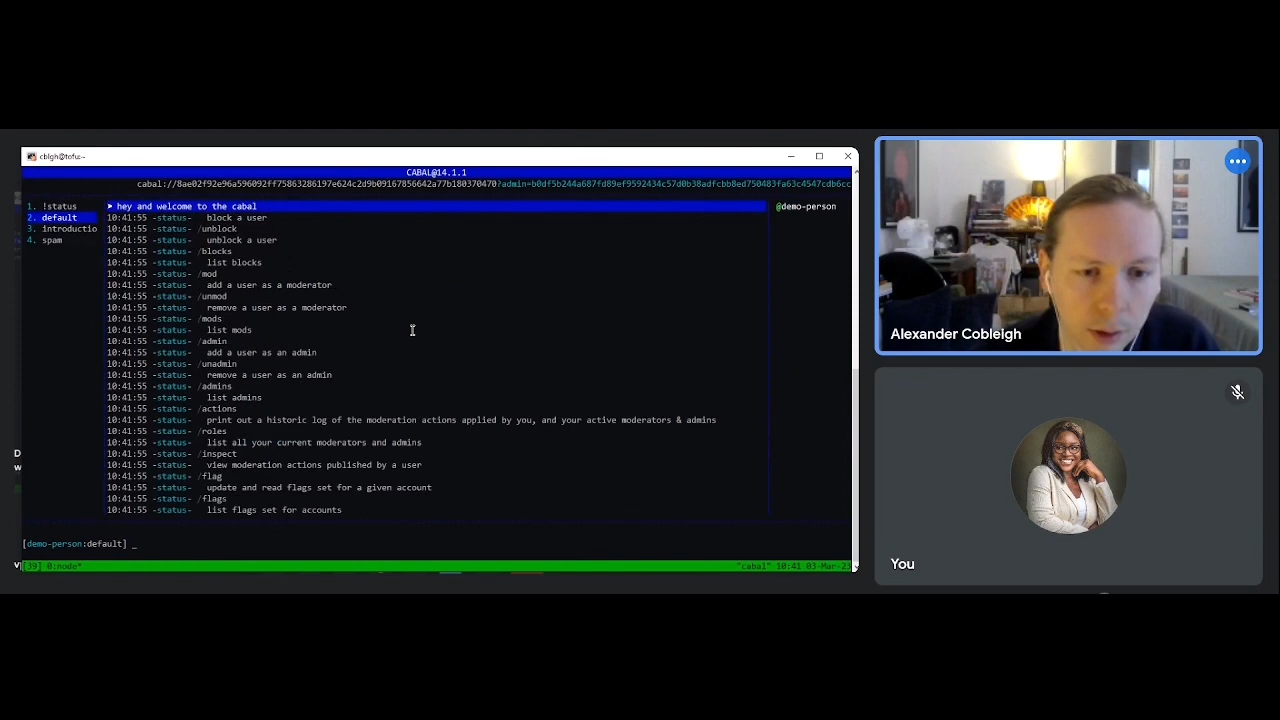 cblgh@tofu:~
CABAL@14.1.1
cabal://8ae02f92e96a596092ff75863286197e624c2d9b09167856642a77b180370470?admin=b0df5b244a687fd89ef9592434c57d0b38adfcbb8ed750483fa63c4547cdb6cc
1. !status
2. default
3. introductio
4. spam
> hey and welcome to the cabal
@demo-person
10:41:55 -status-   block a user
10:41:55 -status- /unblock
10:41:55 -status-   unblock a user
10:41:55 -status- /blocks
10:41:55 -status-   list blocks
10:41:55 -status- /mod
10:41:55 -status-   add a user as a moderator
10:41:55 -status- /unmod
10:41:55 -status-   remove a user as a moderator
10:41:55 -status- /mods
10:41:55 -status-   list mods
10:41:55 -status- /admin
10:41:55 -status-   add a user as an admin
10:41:55 -status- /unadmin
10:41:55 -status-   remove a user as an admin
10:41:55 -status- /admins
10:41:55 -status-   list admins
10:41:55 -status- /actions
10:41:55 -status-   print out a historic log of the moderation actions applied by you, and your active moderators & admins
10:41:55 -status- /roles
10:41:55 -status-   list all your current moderators and admins
10:41:55 -status- /inspect
10:41:55 -status-   view moderation actions published by a user
10:41:55 -status- /flag
10:41:55 -status-   update and read flags set for a given account
10:41:55 -status- /flags
10:41:55 -status-   list flags set for accounts
[demo-person:default] _
[39] 0:node*
"cabal" 10:41 03-Mar-23
Alexander Cobleigh
You